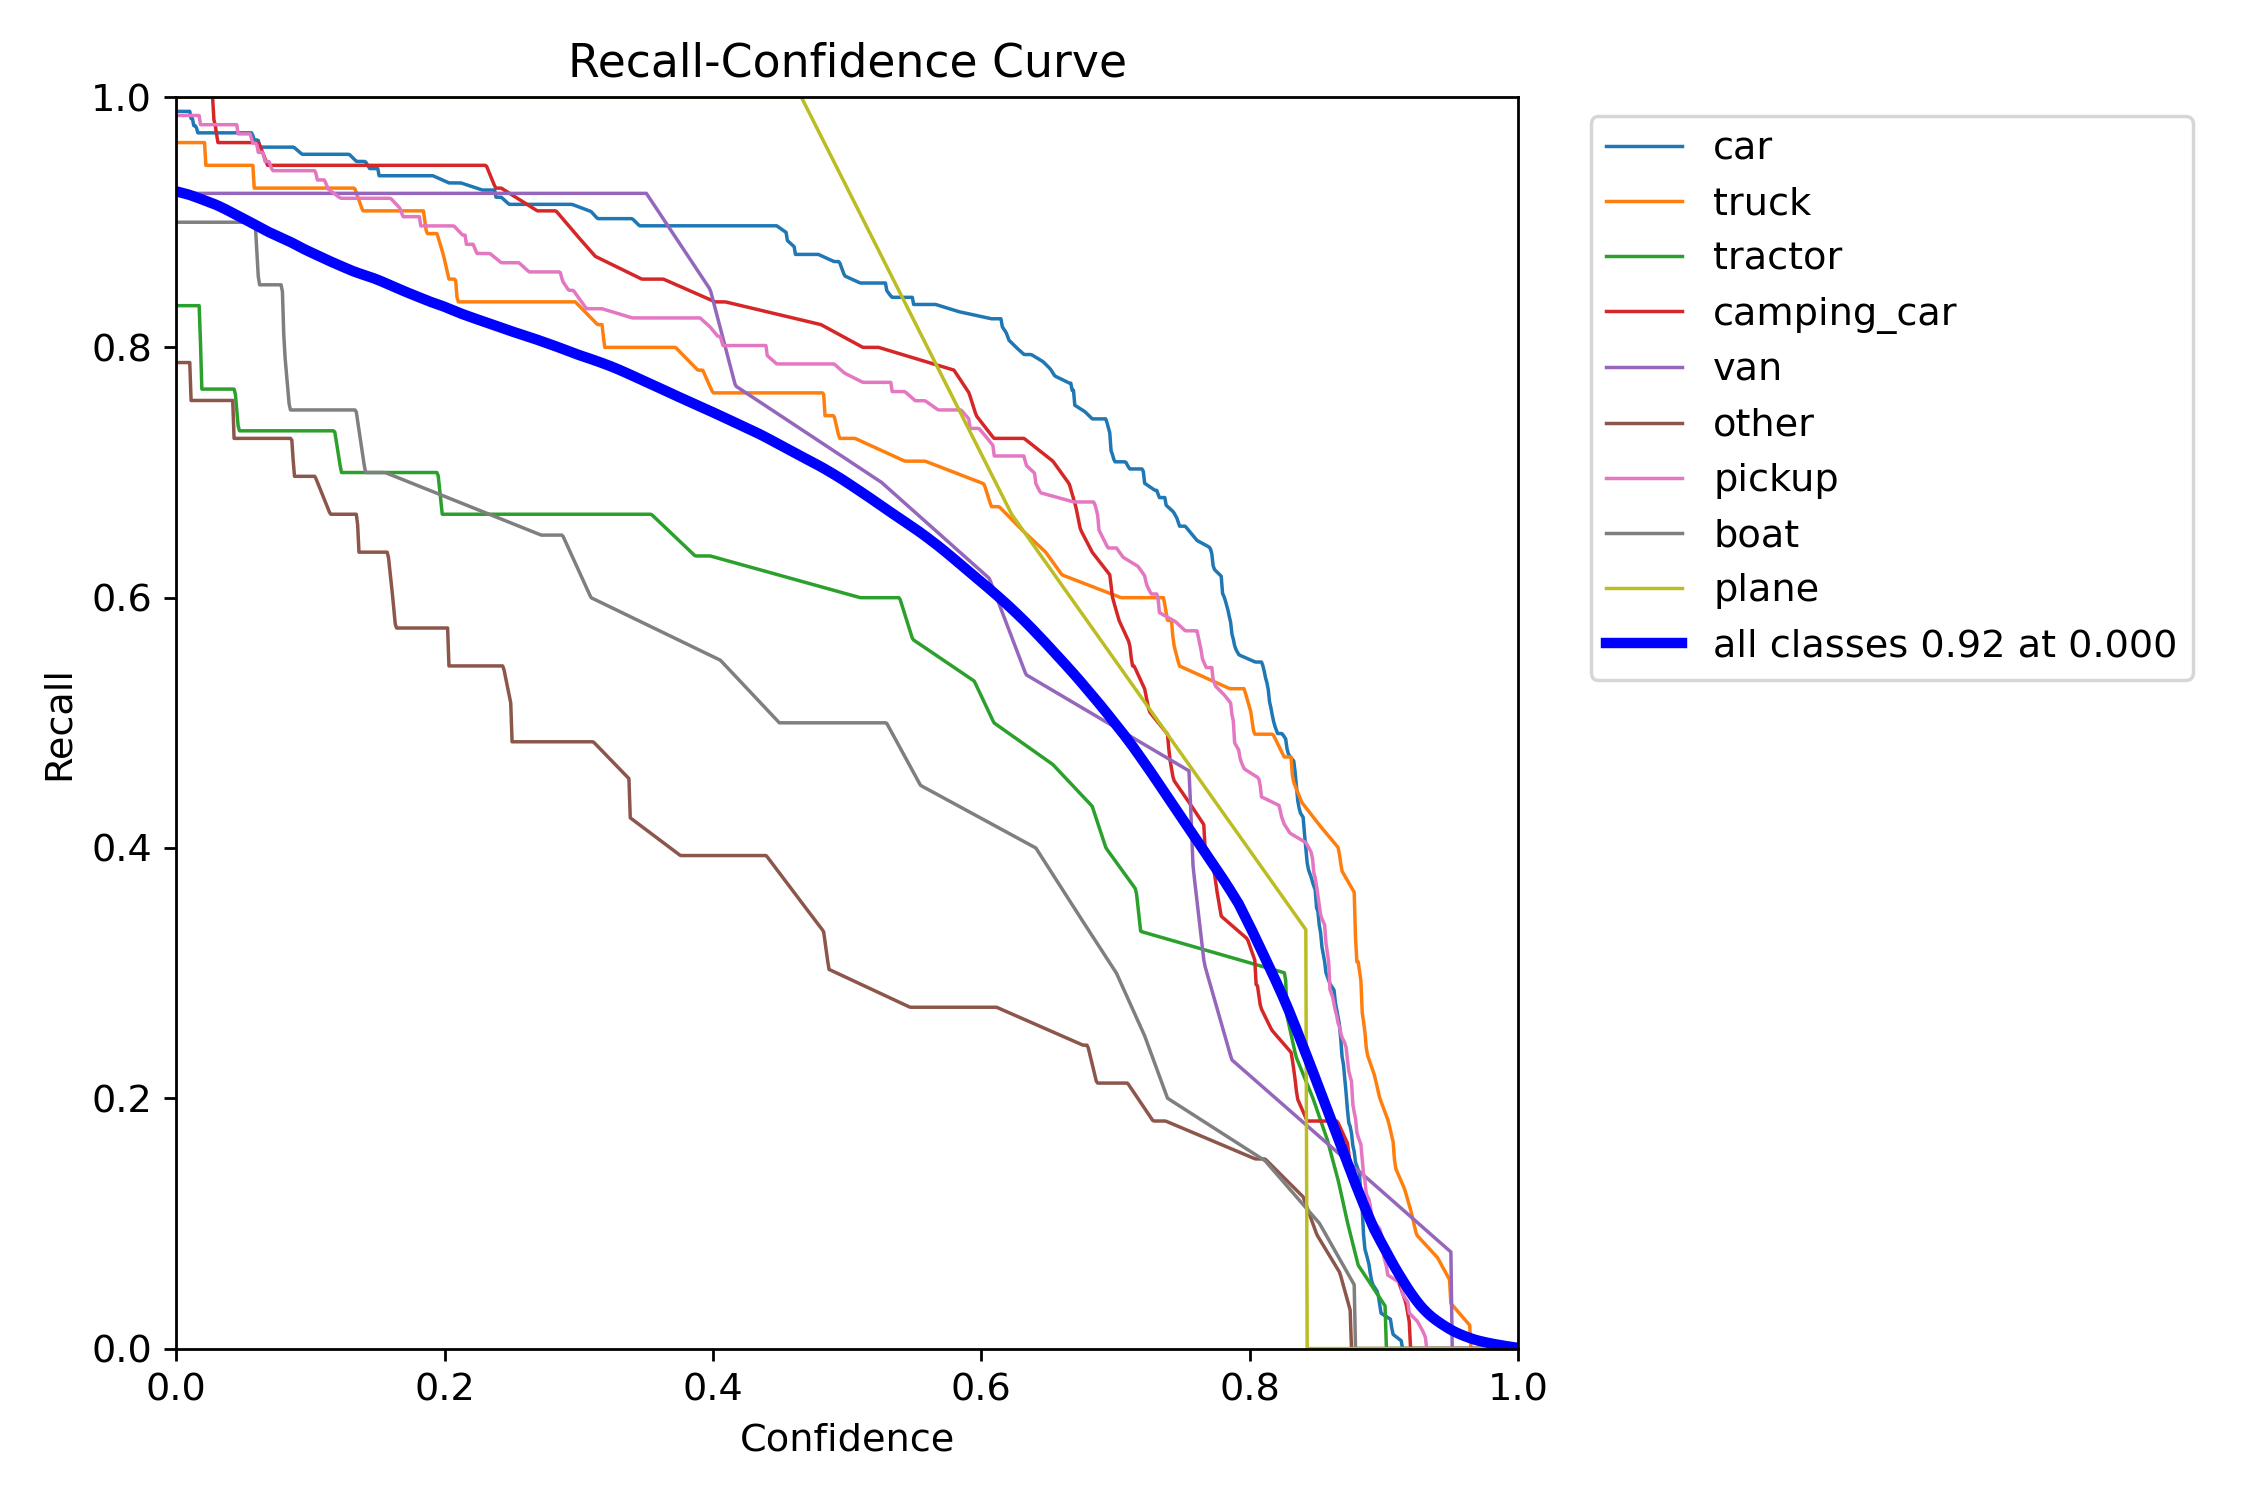 Recall-Confidence Curve
1.0
0.8
0.6
0.4
0.2
0.0
Recall
0.0 0.2 0.4 0.6 0.8 1.0
Confidence
car
truck
tractor
camping_car
van
other
pickup
boat
plane
all classes 0.92 at 0.000